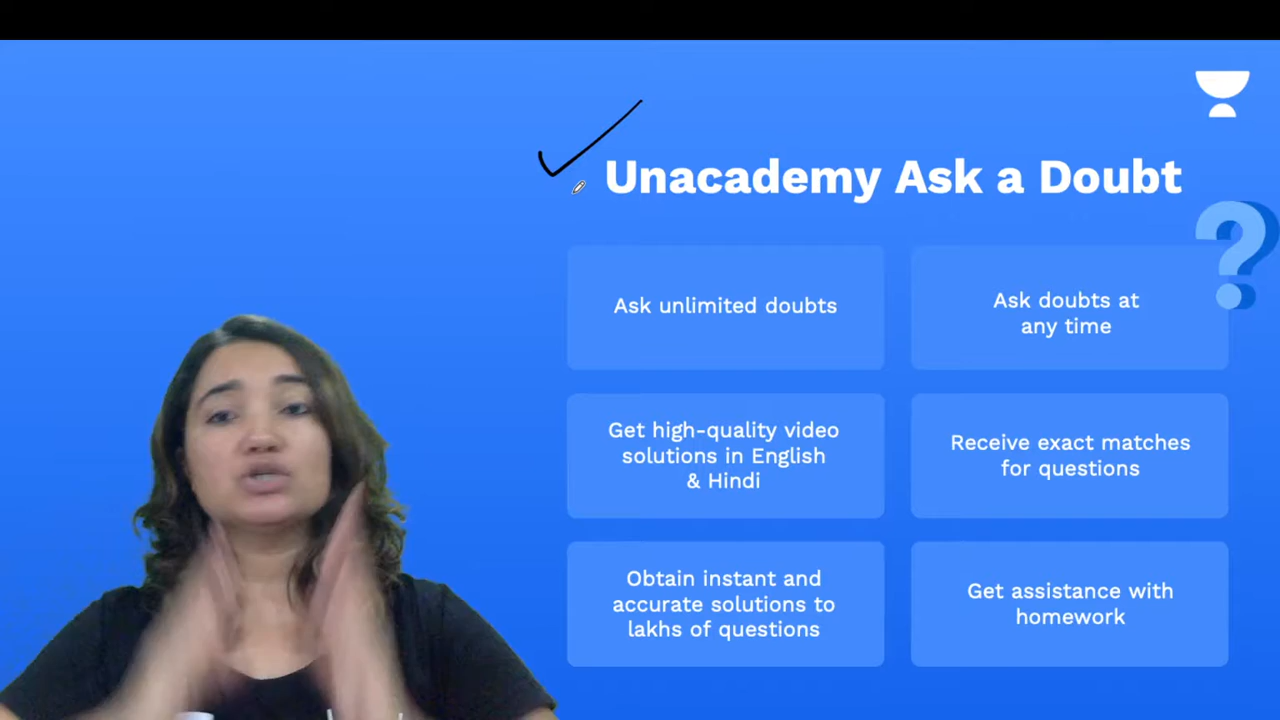 Unacademy Ask a Doubt
Ask unlimited doubts
Ask doubts at
any time
Get high-quality video
solutions in English
& Hindi
Receive exact matches
for questions
Obtain instant and
accurate solutions to
lakhs of questions
Get assistance with
homework
?